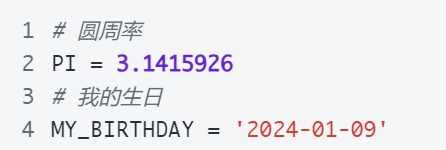 1 # 圆周率
2 PI = 3.1415926
3 # 我的生日
4 MY_BIRTHDAY = '2024-01-09'